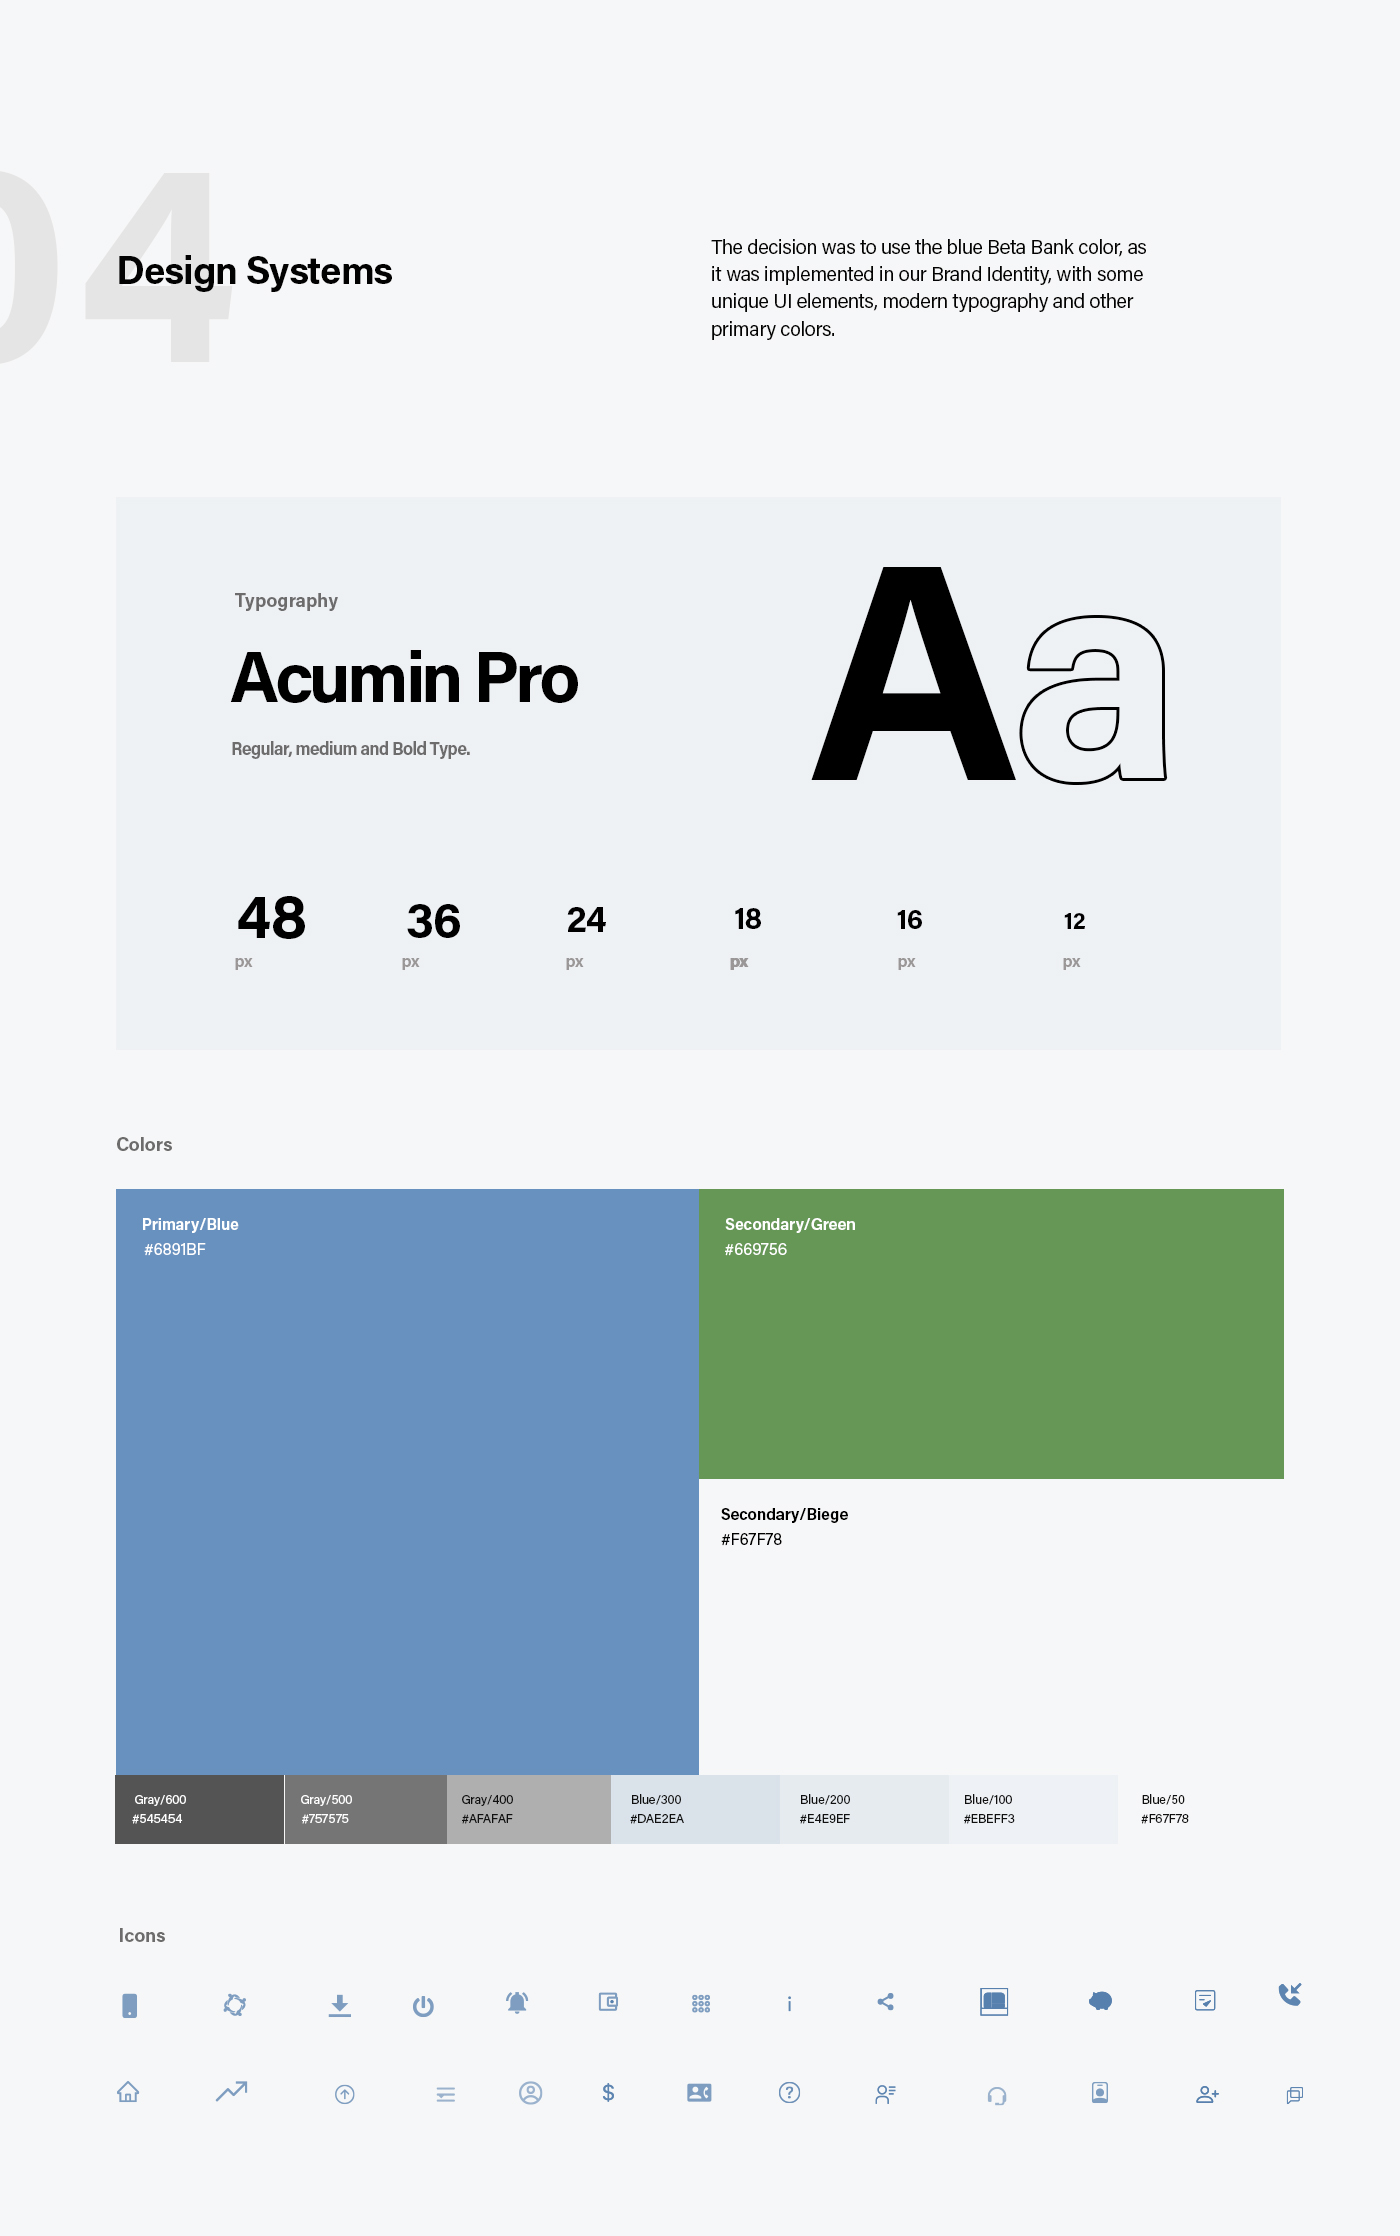 04
Design Systems
The decision was to use the blue Beta Bank color, as
it was implemented in our Brand Identity, with some
unique UI elements, modern typography and other
primary colors.
Typography
Acumin Pro
Regular, medium and Bold Type.
Aa
48 36 24 18 16 12
px px px px px px
Colors
Primary/Blue
#6891BF
Secondary/Green
#669756
Secondary/Biege
#F67F78
Gray/600 Gray/500 Gray/400 Blue/300 Blue/200 Blue/100 Blue/50
#545454 #757575 #AFAFAF #DAE2EA #E4E9EF #EBEFF3 #F67F78
Icons